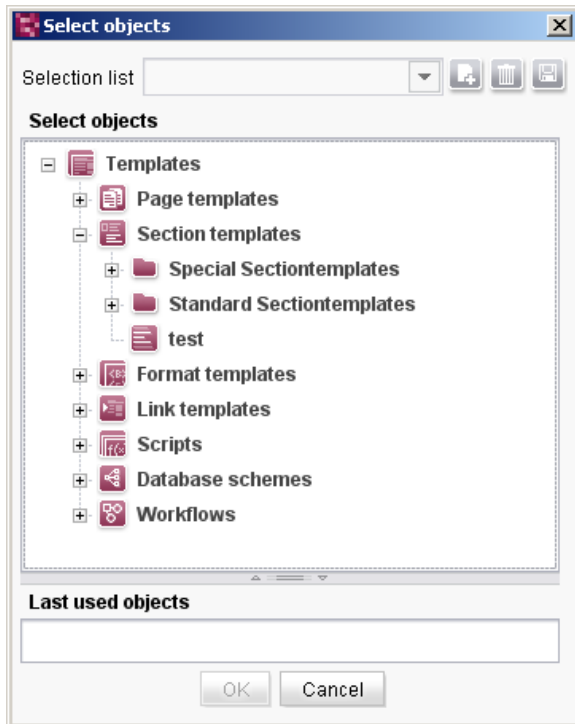 Select objects
Selection list
Select objects
Templates
Page templates
Section templates
Special Sectiontemplates
Standard Sectiontemplates
test
Format templates
Link templates
Scripts
Database schemes
Workflows
Last used objects
OK Cancel